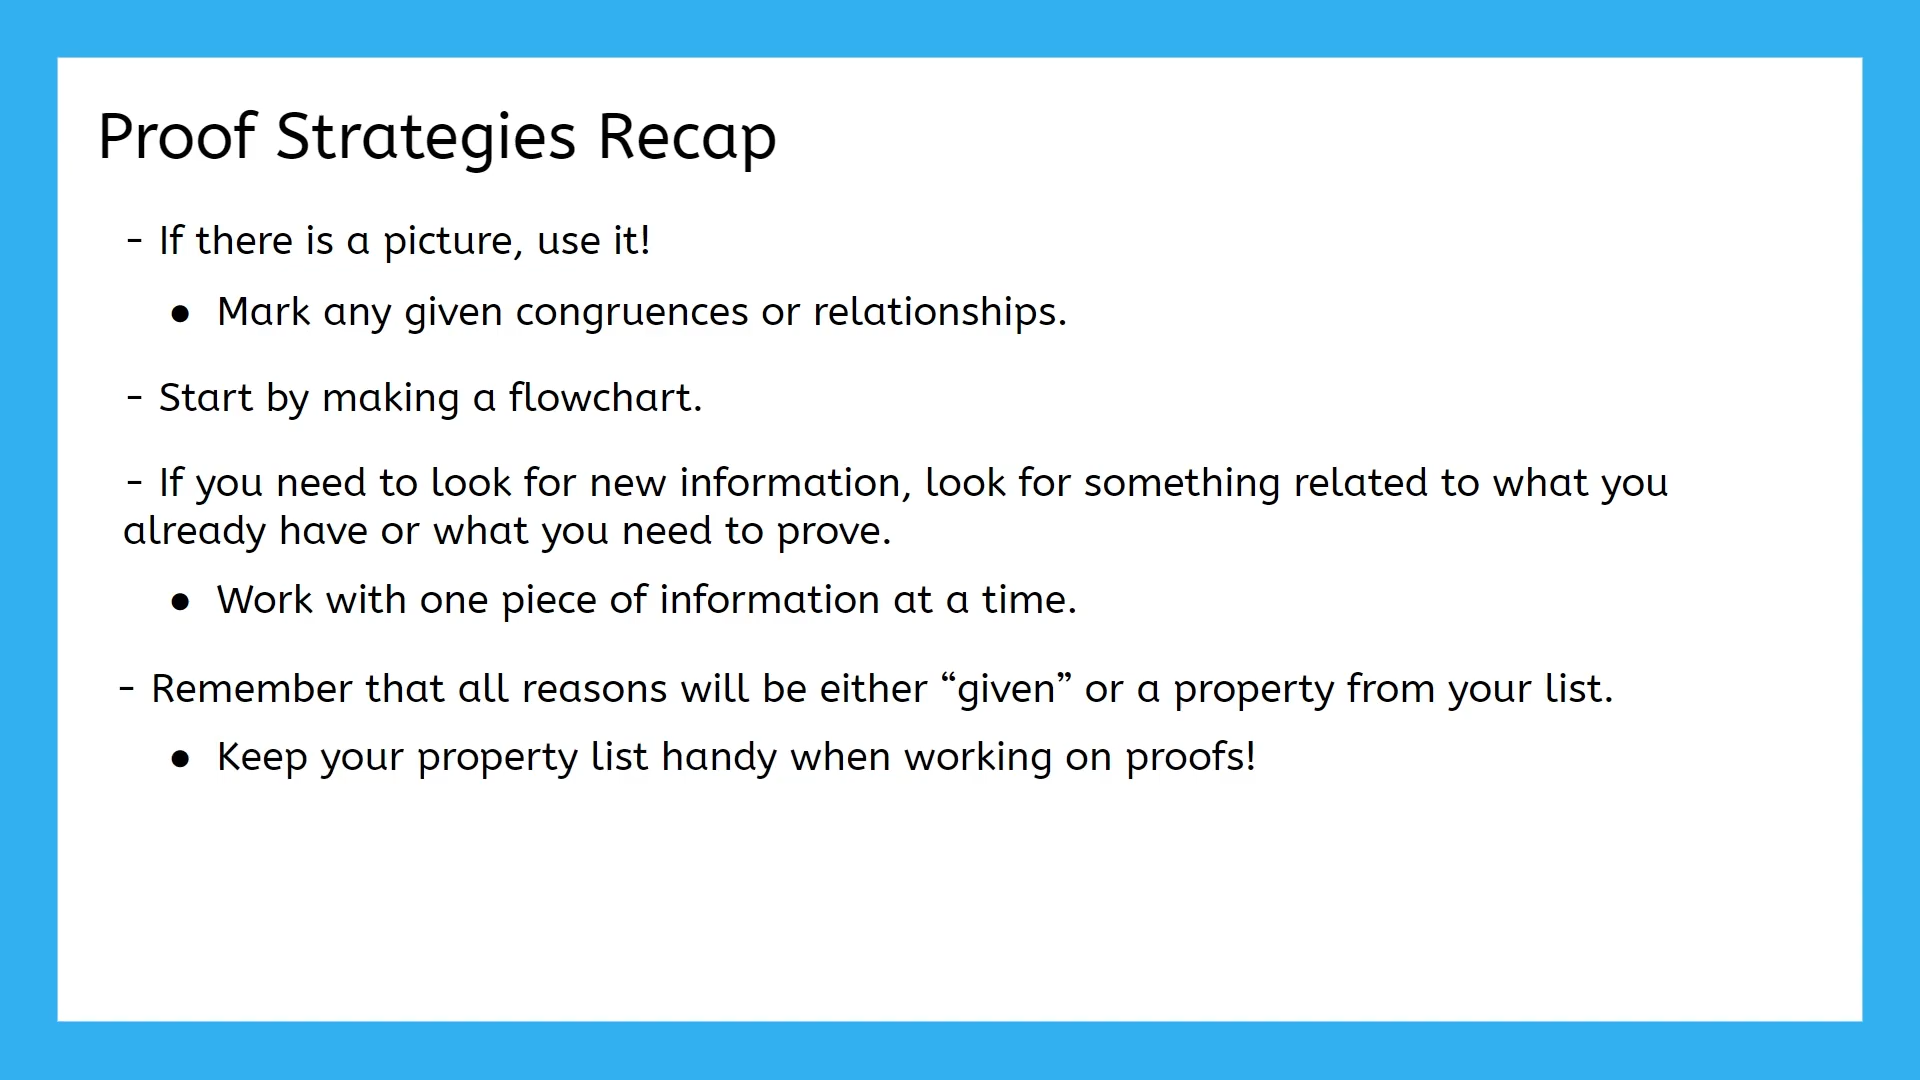 Proof Strategies Recap
- If there is a picture, use it!
● Mark any given congruences or relationships.
- Start by making a flowchart.
- If you need to look for new information, look for something related to what you
already have or what you need to prove.
● Work with one piece of information at a time.
- Remember that all reasons will be either “given” or a property from your list.
● Keep your property list handy when working on proofs!